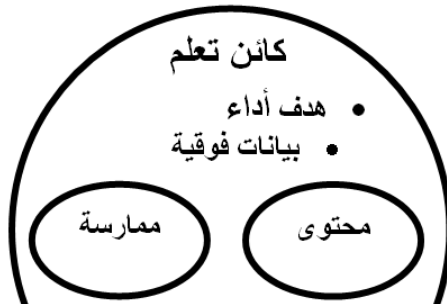 كائن تعلم
• هدف أداء
• بيانات فوقية
محتوى
ممارسة